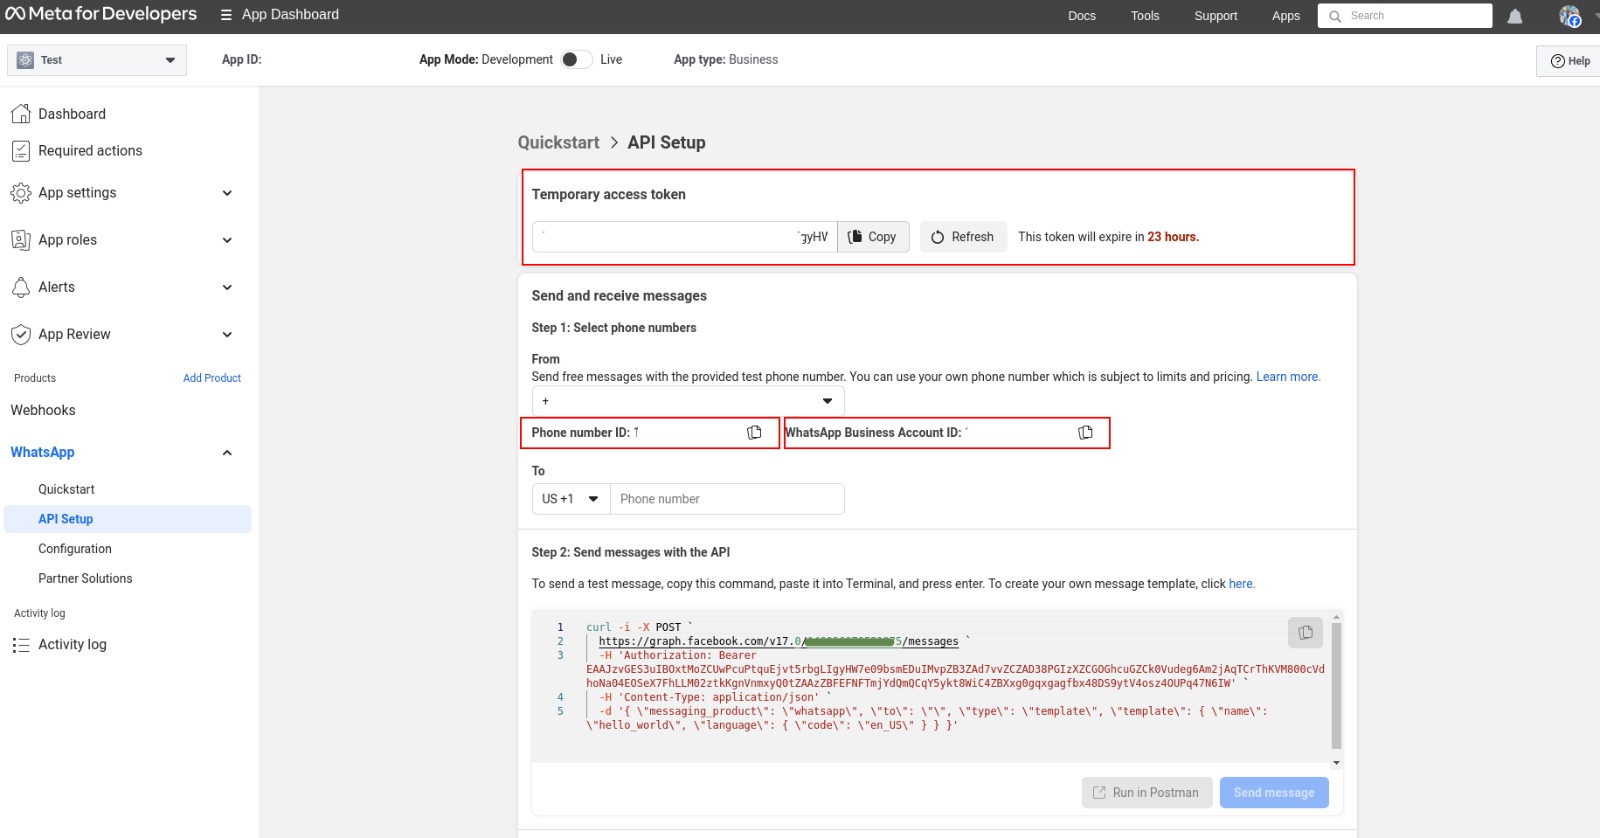 Meta for Developers
App Dashboard
Docs
Tools
Support
Apps
Search
Test
App ID:
App Mode: Development
Live
App type: Business
Help
Dashboard
Required actions
App settings
App roles
Alerts
App Review
Products
Add Product
Webhooks
WhatsApp
Quickstart
API Setup
Configuration
Partner Solutions
Activity log
Activity log
Quickstart > API Setup
Temporary access token
Copy
Refresh
This token will expire in 23 hours.
Send and receive messages
Step 1: Select phone numbers
From
Send free messages with the provided test phone number. You can use your own phone number which is subject to limits and pricing. Learn more.
+
Phone number ID:
WhatsApp Business Account ID:
To
US +1
Phone number
Step 2: Send messages with the API
To send a test message, copy this command, paste it into Terminal, and press enter. To create your own message template, click here.
1 curl -i -X POST `
2 https://graph.facebook.com/v17.0/ /messages `
3 -H 'Authorization: Bearer
4 -H 'Content-Type: application/json' `
5 -d '{ \"messaging_product\": \"whatsapp\", \"to\": \"\", \"type\": \"template\", \"template\": { \"name\":
\"hello_world\", \"language\": { \"code\": \"en_US\" } } }'
Run in Postman
Send message